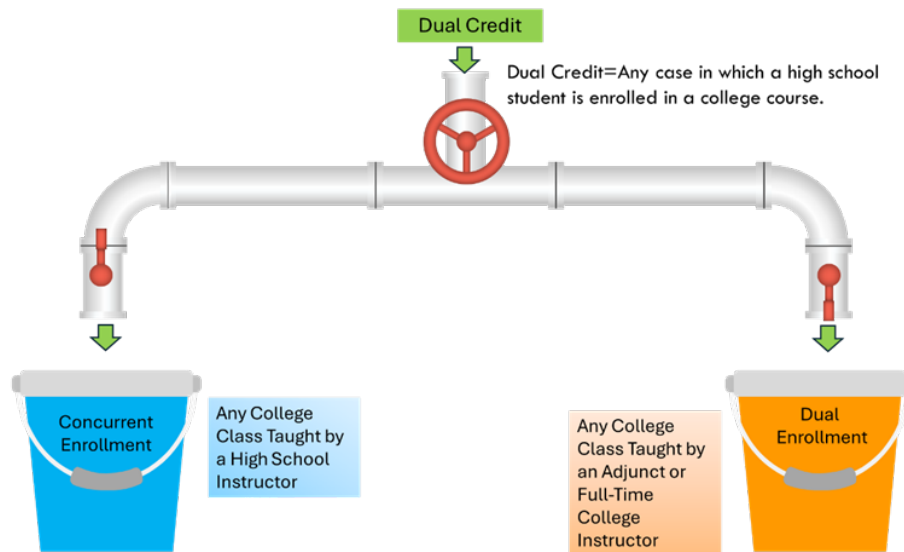 Dual Credit
Dual Credit=Any case in which a high school
student is enrolled in a college course.
Concurrent
Enrollment
Any College
Class Taught by
a High School
Instructor
Any College
Class Taught by
an Adjunct or
Full-Time
College
Instructor
Dual
Enrollment